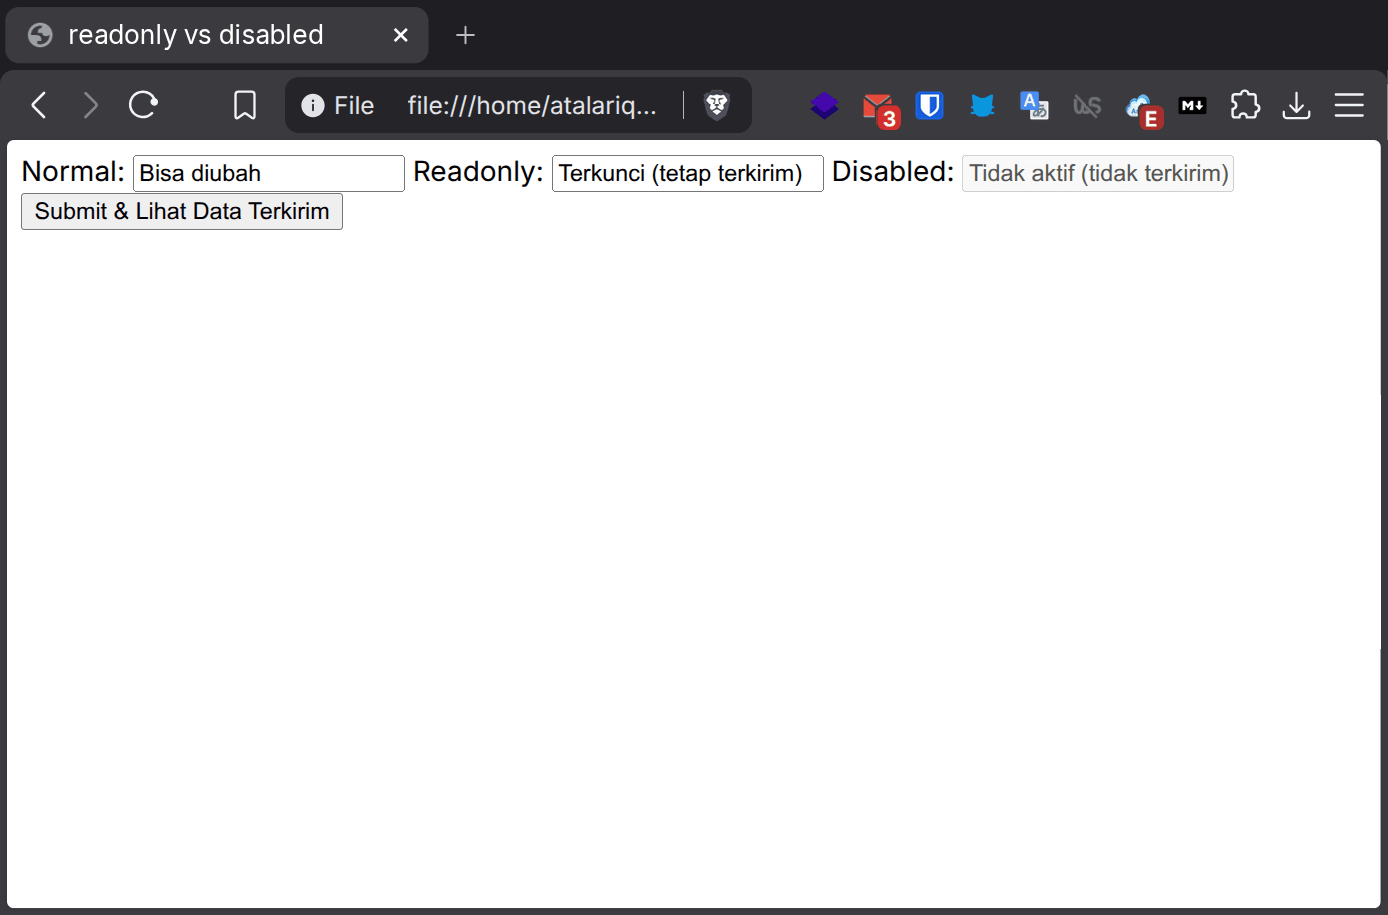 readonly vs disabled
File file:///home/atalariq...
3
A
あ
E
M
Normal: Bisa diubah Readonly: Terkunci (tetap terkirim) Disabled: Tidak aktif (tidak terkirim)
Submit & Lihat Data Terkirim